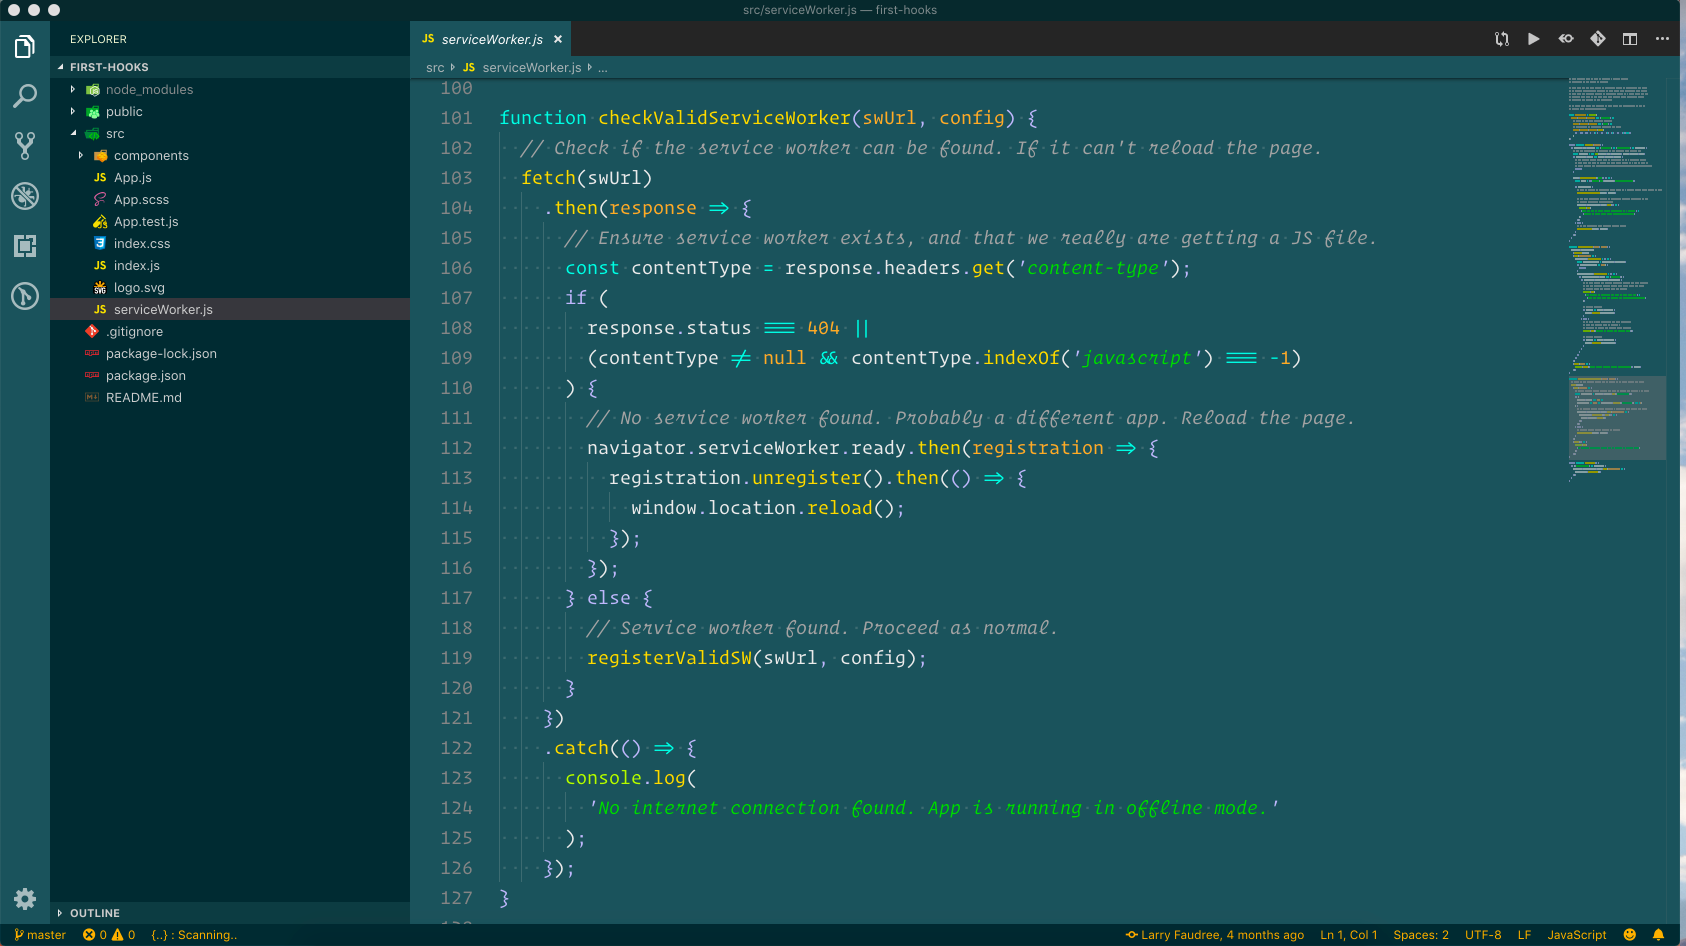 src/serviceWorker.js — first-hooks
EXPLORER
FIRST-HOOKS
node_modules
public
src
components
JS App.js
App.scss
App.test.js
index.css
JS index.js
logo.svg
JS serviceWorker.js
.gitignore
package-lock.json
package.json
README.md
OUTLINE
JS serviceWorker.js ×
src JS serviceWorker.js ...
100
101 function checkValidServiceWorker(swUrl, config) {
102 // Check if the service worker can be found. If it can't reload the page.
103 fetch(swUrl)
104 .then(response => {
105 // Ensure service worker exists, and that we really are getting a JS file.
106 const contentType = response.headers.get('content-type');
107 if (
108 response.status === 404 ||
109 (contentType != null && contentType.indexOf('javascript') === -1)
110 ) {
111 // No service worker found. Probably a different app. Reload the page.
112 navigator.serviceWorker.ready.then(registration => {
113 registration.unregister().then(() => {
114 window.location.reload();
115 });
116 });
117 } else {
118 // Service worker found. Proceed as normal.
119 registerValidSW(swUrl, config);
120 }
121 })
122 .catch(() => {
123 console.log(
124 'No internet connection found. App is running in offline mode.'
125 );
126 });
127 }
master 0 0 {..} : Scanning.. Larry Faudree, 4 months ago Ln 1, Col 1 Spaces: 2 UTF-8 LF JavaScript